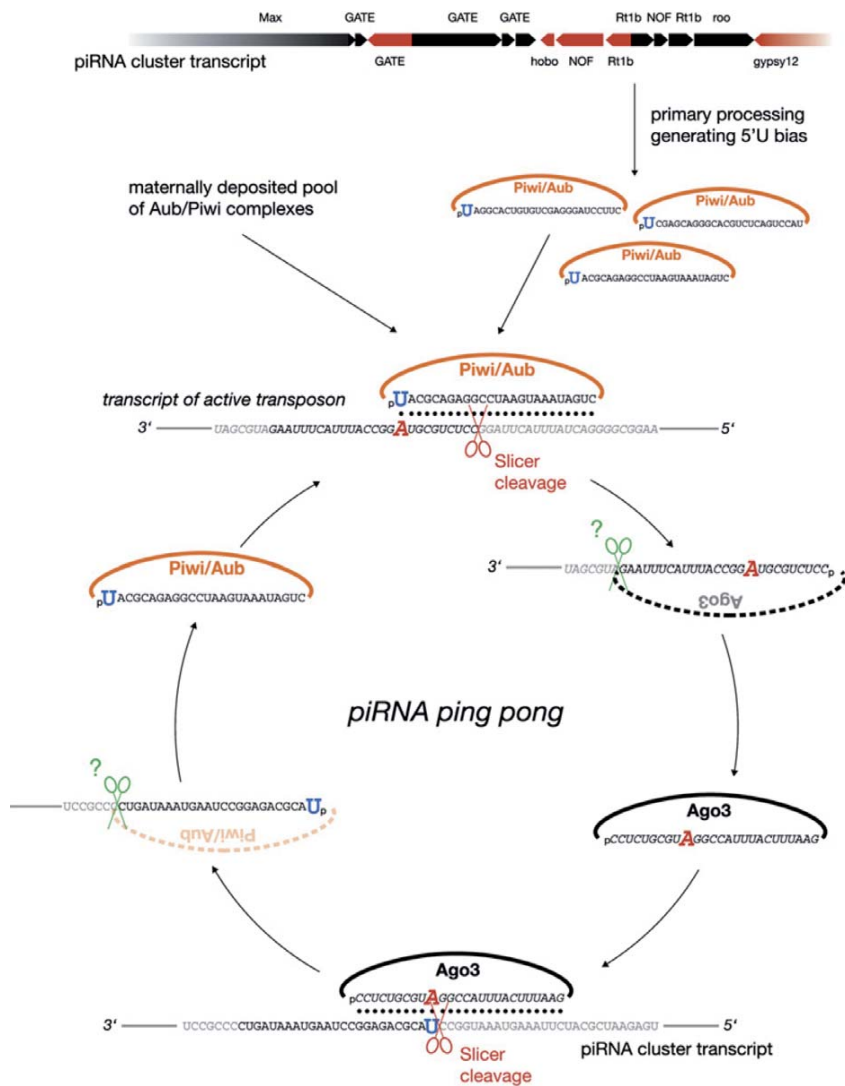 Max GATE GATE GATE Rt1b NOF Rt1b roo
piRNA cluster transcript
GATE hobo NOF Rt1b gypsy12
primary processing
generating 5'U bias
maternally deposited pool
of Aub/Piwi complexes
Piwi/Aub
pUAGGCACUGUGUCGAGGGAUCCUUC
Piwi/Aub
pUCGAGCAGGGCACGUCUCAGUCCAU
Piwi/Aub
pUACGCAGAGGCCUAAGUAAAUAGUC
Piwi/Aub
transcript of active transposon
pUACGCAGAGGCCUAAGUAAAUAGUC
3' UAGCGUAGAAUUUCAUUUACCGGAUGCGUCUCCGGAUUCAUUUAUCAGGGGCGGAA 5'
Slicer
cleavage
?
3' UAGCGUAGAAUUUCAUUUACCGGAUGCGUCUCCp
Ago3
Piwi/Aub
pUACGCAGAGGCCUAAGUAAAUAGUC
piRNA ping pong
?
UCCGCCCCUGAUAAAUGAAUCCGGAGACGCAUp
Piwi/Aub
Ago3
pCCUCUGCGUAGGCCAUUUACUUUAAG
Ago3
pCCUCUGCGUAGGCCAUUUACUUUAAG
3' UCCGCCCCUGAUAAAUGAAUCCGGAGACGCAUCCGGUAAAUGAAAUUCUACGCUAAGAGU 5'
Slicer
cleavage
piRNA cluster transcript